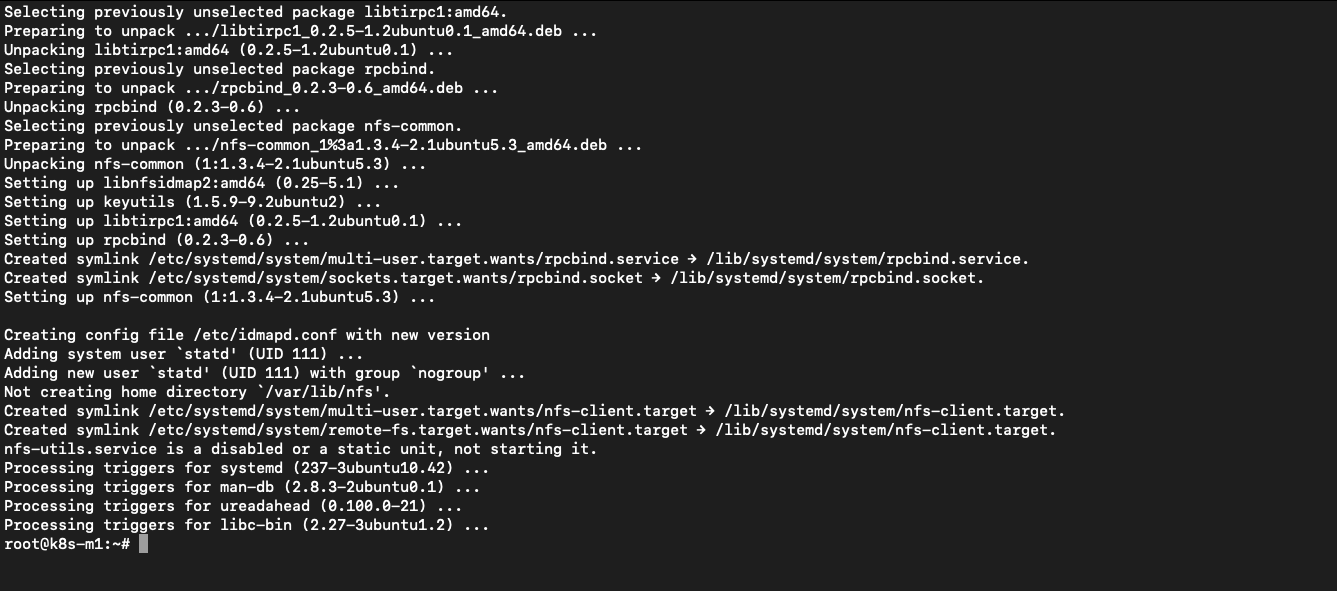 Selecting previously unselected package libtirpc1:amd64.
Preparing to unpack .../libtirpc1_0.2.5-1.2ubuntu0.1_amd64.deb ...
Unpacking libtirpc1:amd64 (0.2.5-1.2ubuntu0.1) ...
Selecting previously unselected package rpcbind.
Preparing to unpack .../rpcbind_0.2.3-0.6_amd64.deb ...
Unpacking rpcbind (0.2.3-0.6) ...
Selecting previously unselected package nfs-common.
Preparing to unpack .../nfs-common_1%3a1.3.4-2.1ubuntu5.3_amd64.deb ...
Unpacking nfs-common (1:1.3.4-2.1ubuntu5.3) ...
Setting up libnfsidmap2:amd64 (0.25-5.1) ...
Setting up keyutils (1.5.9-9.2ubuntu2) ...
Setting up libtirpc1:amd64 (0.2.5-1.2ubuntu0.1) ...
Setting up rpcbind (0.2.3-0.6) ...
Created symlink /etc/systemd/system/multi-user.target.wants/rpcbind.service → /lib/systemd/system/rpcbind.service.
Created symlink /etc/systemd/system/sockets.target.wants/rpcbind.socket → /lib/systemd/system/rpcbind.socket.
Setting up nfs-common (1:1.3.4-2.1ubuntu5.3) ...

Creating config file /etc/idmapd.conf with new version
Adding system user `statd' (UID 111) ...
Adding new user `statd' (UID 111) with group `nogroup' ...
Not creating home directory `/var/lib/nfs'.
Created symlink /etc/systemd/system/multi-user.target.wants/nfs-client.target → /lib/systemd/system/nfs-client.target.
Created symlink /etc/systemd/system/remote-fs.target.wants/nfs-client.target → /lib/systemd/system/nfs-client.target.
nfs-utils.service is a disabled or a static unit, not starting it.
Processing triggers for systemd (237-3ubuntu10.42) ...
Processing triggers for man-db (2.8.3-2ubuntu0.1) ...
Processing triggers for ureadahead (0.100.0-21) ...
Processing triggers for libc-bin (2.27-3ubuntu1.2) ...
root@k8s-m1:~#